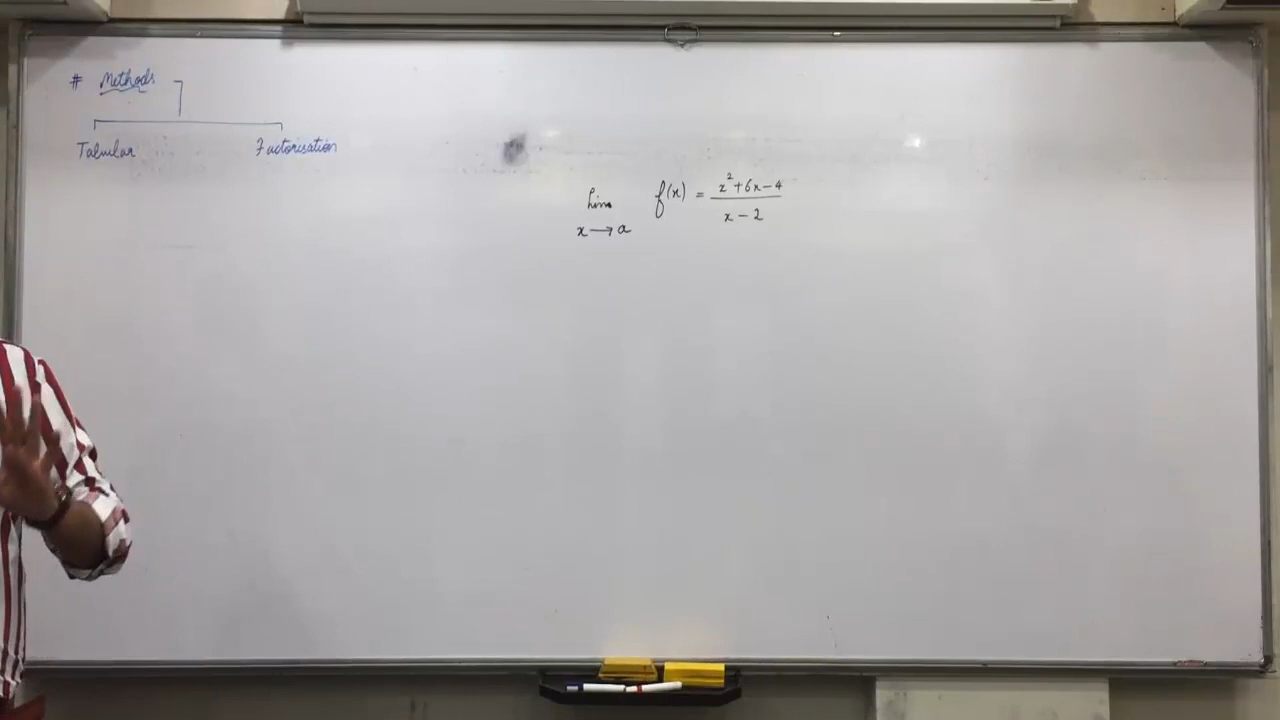 # Methods
Tabular Factorisation
lim f(x) = x²+6x-4 / x-2
x → a